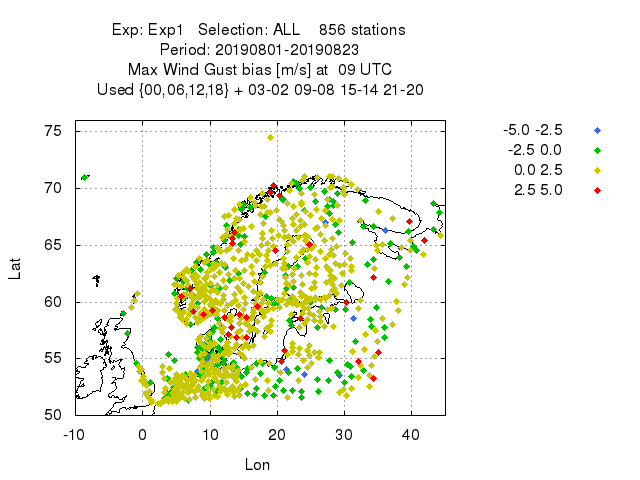 Exp: Exp1   Selection: ALL    856 stations
Period: 20190801-20190823
Max Wind Gust bias [m/s] at  09 UTC
Used {00,06,12,18} + 03-02 09-08 15-14 21-20
-5.0 -2.5
-2.5 0.0
0.0 2.5
2.5 5.0
75
70
65
60
55
50
Lat
-10 0 10 20 30 40
Lon